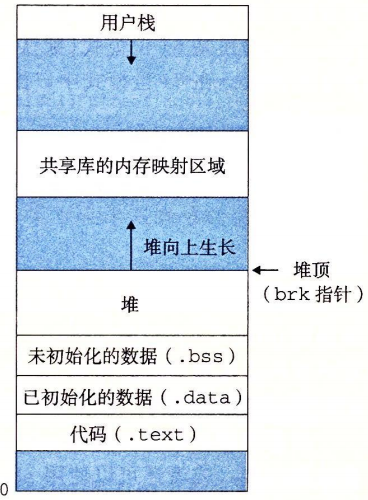 用户栈
共享库的内存映射区域
堆向上生长
堆顶
（brk 指针）
堆
未初始化的数据（.bss）
已初始化的数据（.data）
代码（.text）
0